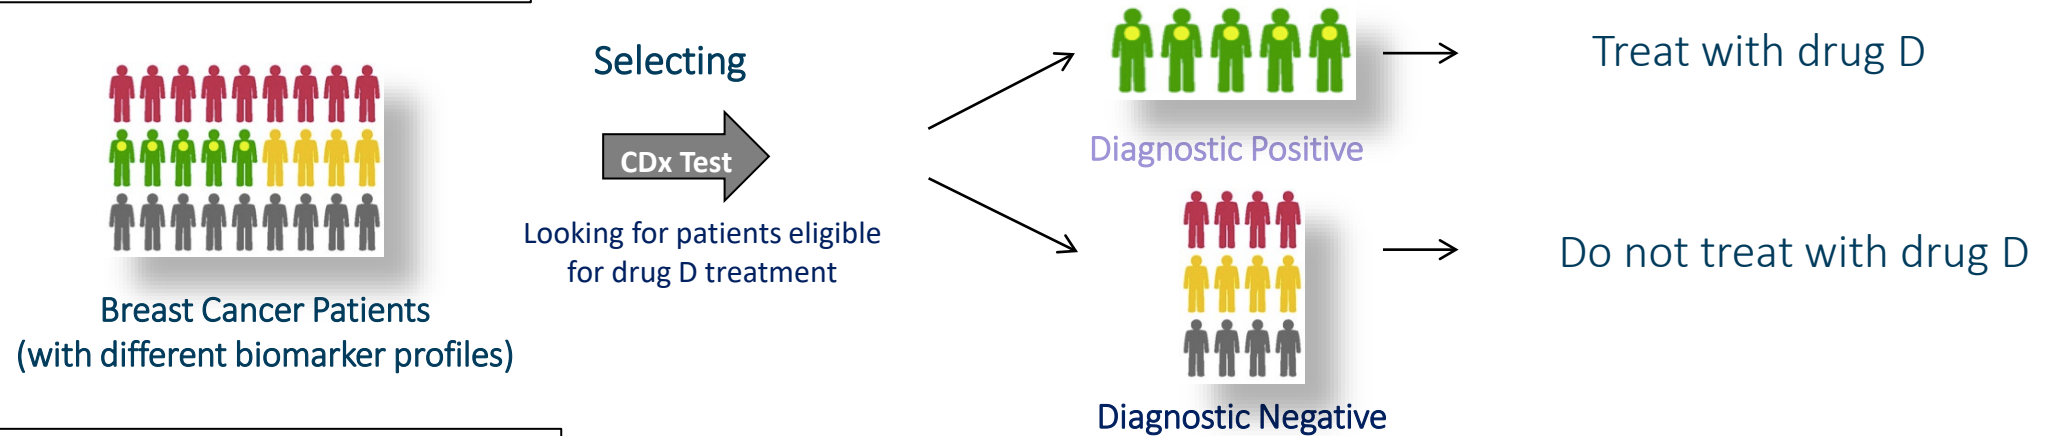 Selecting
CDx Test
Looking for patients eligible
for drug D treatment
Breast Cancer Patients
(with different biomarker profiles)
Diagnostic Positive
Treat with drug D
Diagnostic Negative
Do not treat with drug D